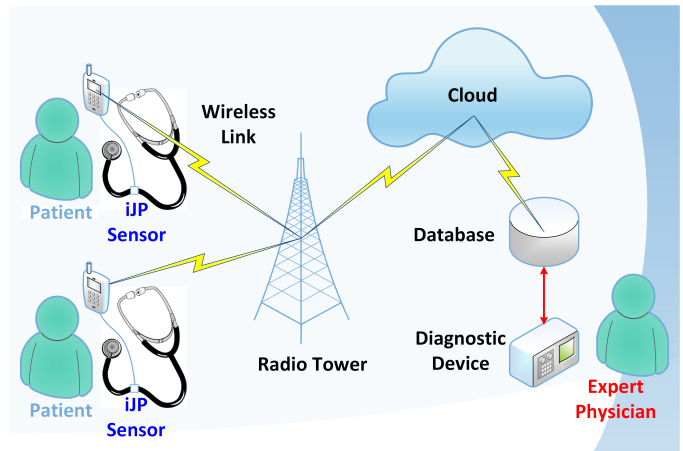 Wireless
Link
Cloud
Patient
iJP
Sensor
Database
Radio Tower
Diagnostic
Device
Patient
iJP
Sensor
Expert
Physician